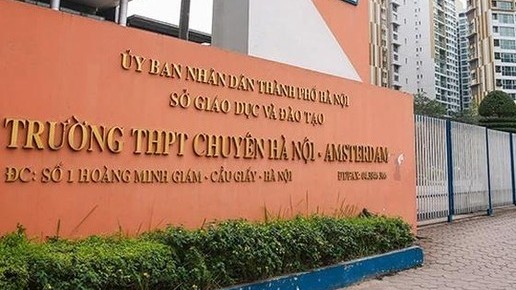 ỦY BAN NHÂN DÂN THÀNH PHỐ HÀ NỘI
SỞ GIÁO DỤC VÀ ĐÀO TẠO
TRƯỜNG THPT CHUYÊN HÀ NỘI - AMSTERDAM
ĐC: SỐ 1 HOÀNG MINH GIÁM - CẦU GIẤY - HÀ NỘI